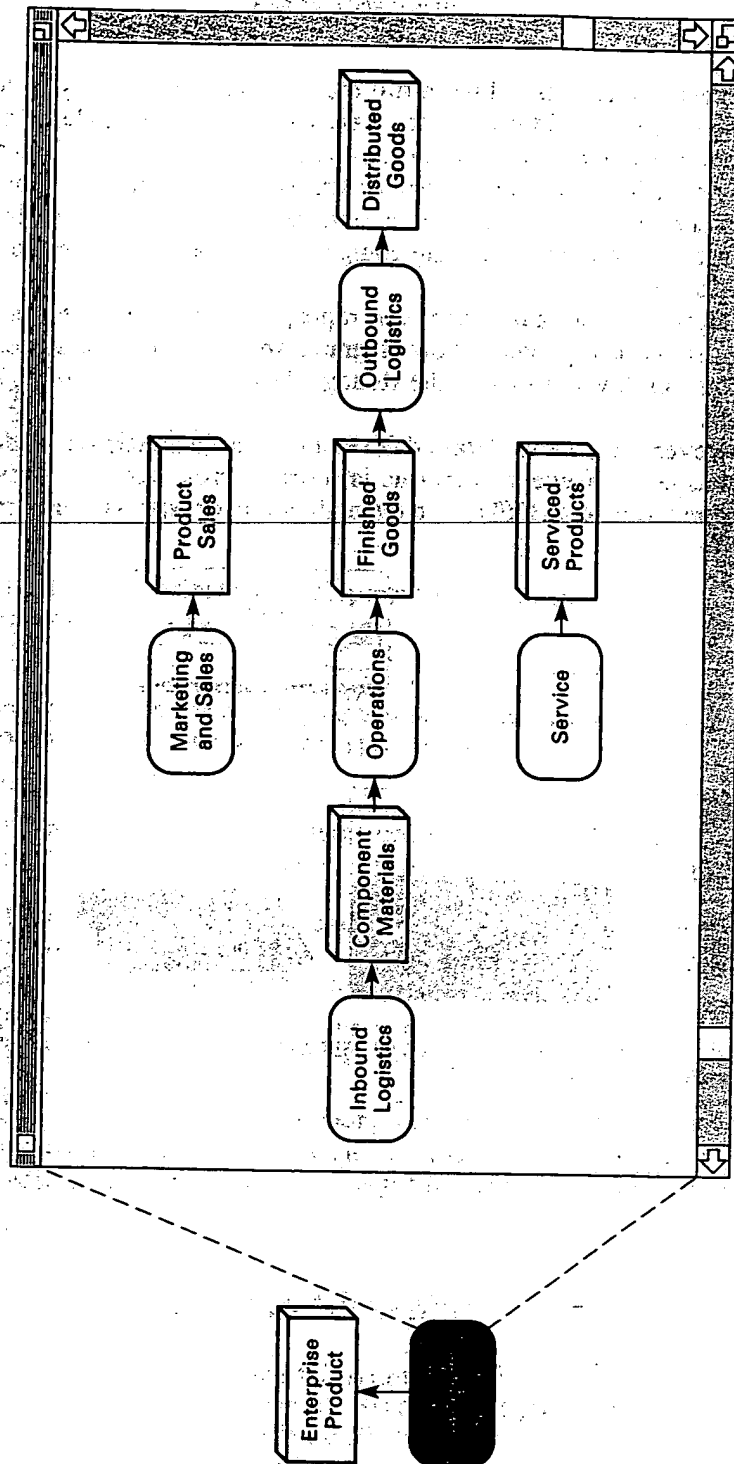 Enterprise
Product
Marketing
and Sales
Product
Sales
Inbound
Logistics
Component
Materials
Operations
Finished
Goods
Outbound
Logistics
Distributed
Goods
Service
Serviced
Products